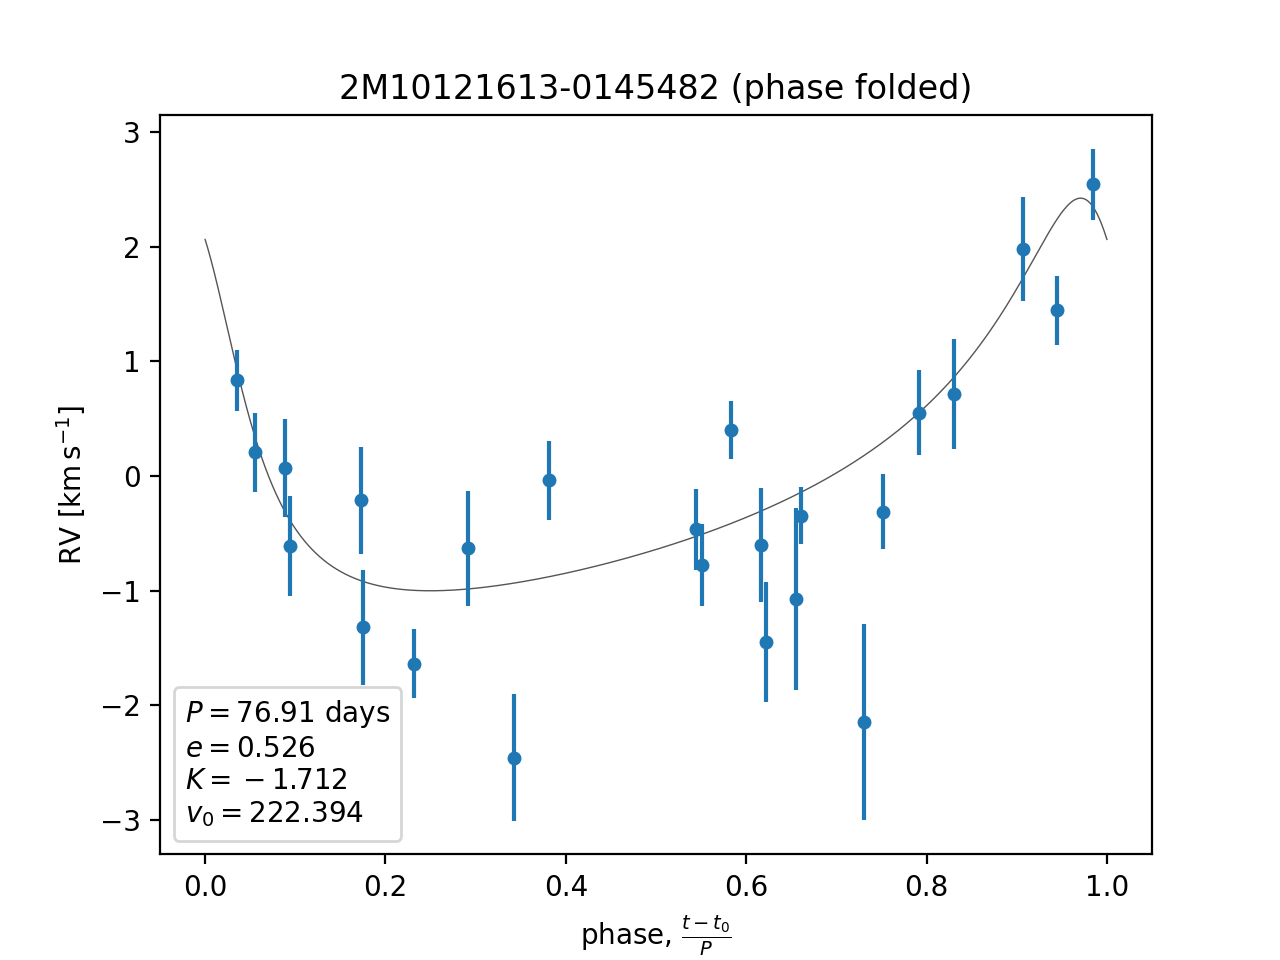 2M10121613-0145482 (phase folded)
3
2
1
0
−1
−2
−3
RV [km s⁻¹]
P = 76.91 days
e = 0.526
K = −1.712
v₀ = 222.394
0.0 0.2 0.4 0.6 0.8 1.0
phase, (t − t₀)/P